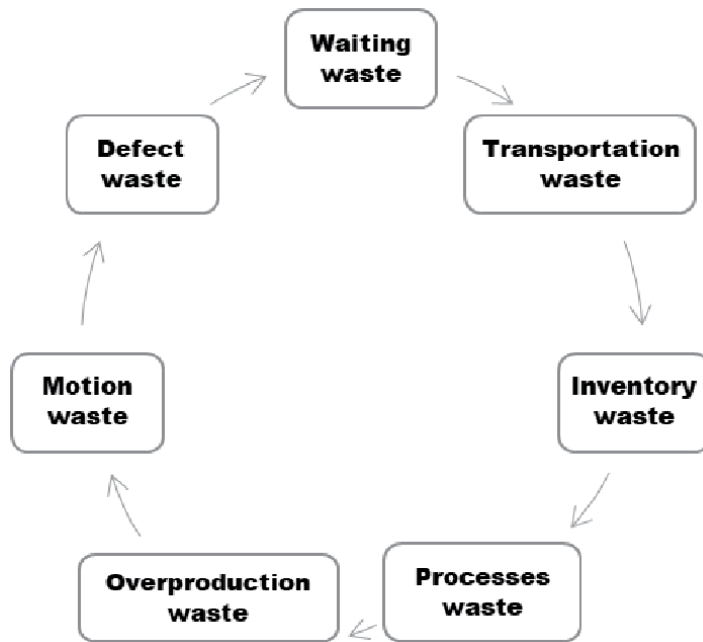 Waiting
waste
Transportation
waste
Inventory
waste
Processes
waste
Overproduction
waste
Motion
waste
Defect
waste